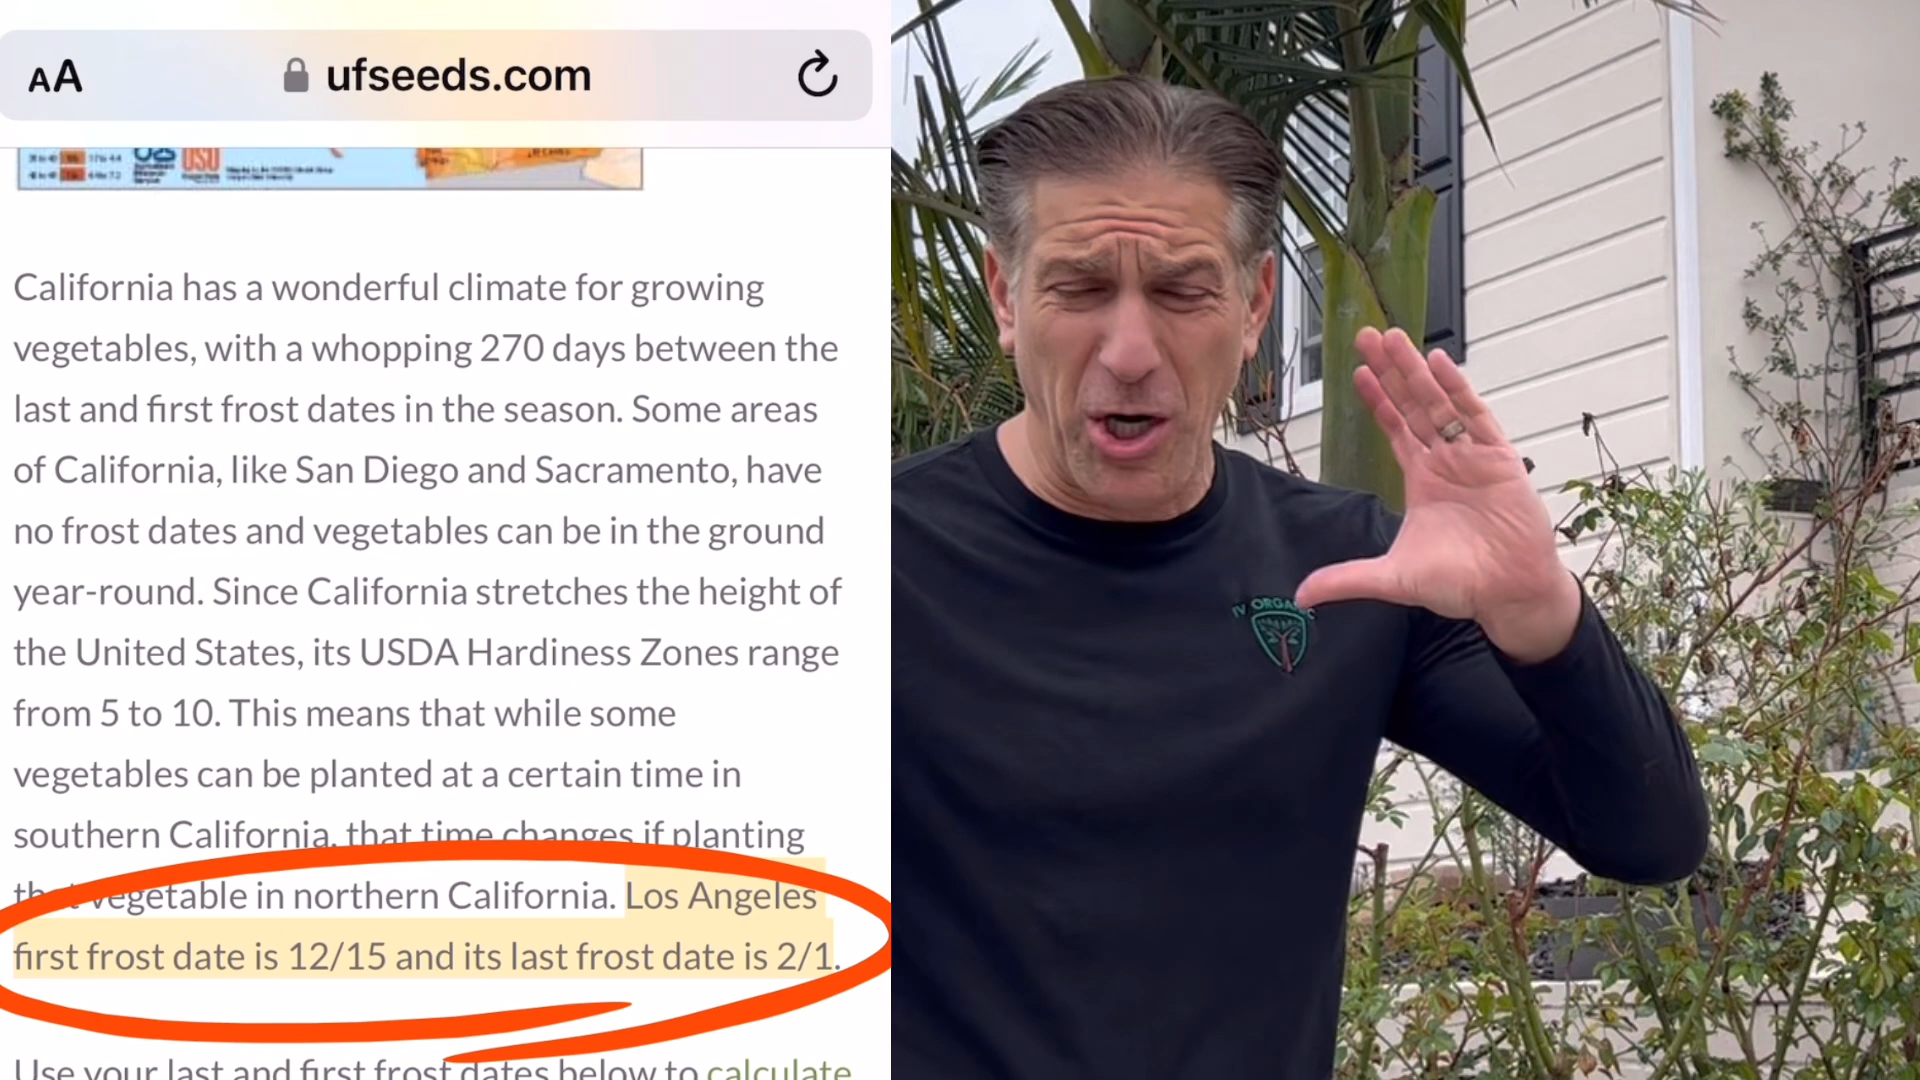 AA
ufseeds.com
USU
California has a wonderful climate for growing
vegetables, with a whopping 270 days between the
last and first frost dates in the season. Some areas
of California, like San Diego and Sacramento, have
no frost dates and vegetables can be in the ground
year-round. Since California stretches the height of
the United States, its USDA Hardiness Zones range
from 5 to 10. This means that while some
vegetables can be planted at a certain time in
southern California, that time changes if planting
that vegetable in northern California. Los Angeles
first frost date is 12/15 and its last frost date is 2/1.
Use your last and first frost dates below to calculate
IV ORGANIC